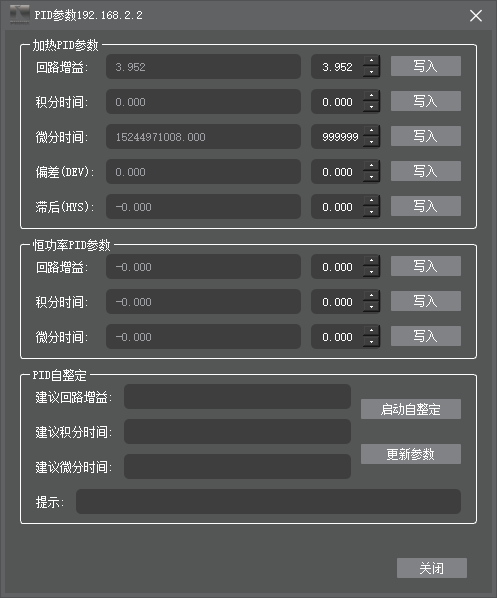 PID参数192.168.2.2
加热PID参数
回路增益: 3.952 3.952 写入
积分时间: 0.000 0.000 写入
微分时间: 15244971008.000 999999 写入
偏差(DEV): 0.000 0.000 写入
滞后(HYS): -0.000 0.000 写入
恒功率PID参数
回路增益: -0.000 0.000 写入
积分时间: -0.000 0.000 写入
微分时间: -0.000 0.000 写入
PID自整定
建议回路增益:
启动自整定
建议积分时间:
更新参数
建议微分时间:
提示:
关闭